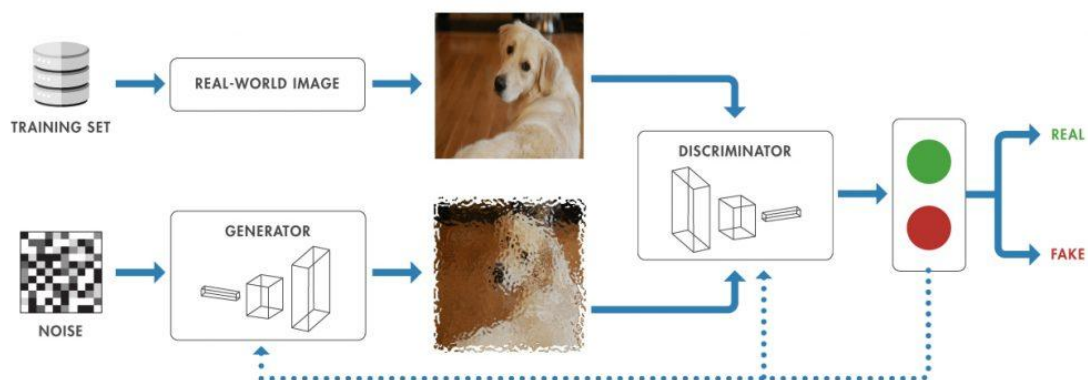 TRAINING SET
REAL-WORLD IMAGE
DISCRIMINATOR
REAL
FAKE
GENERATOR
NOISE